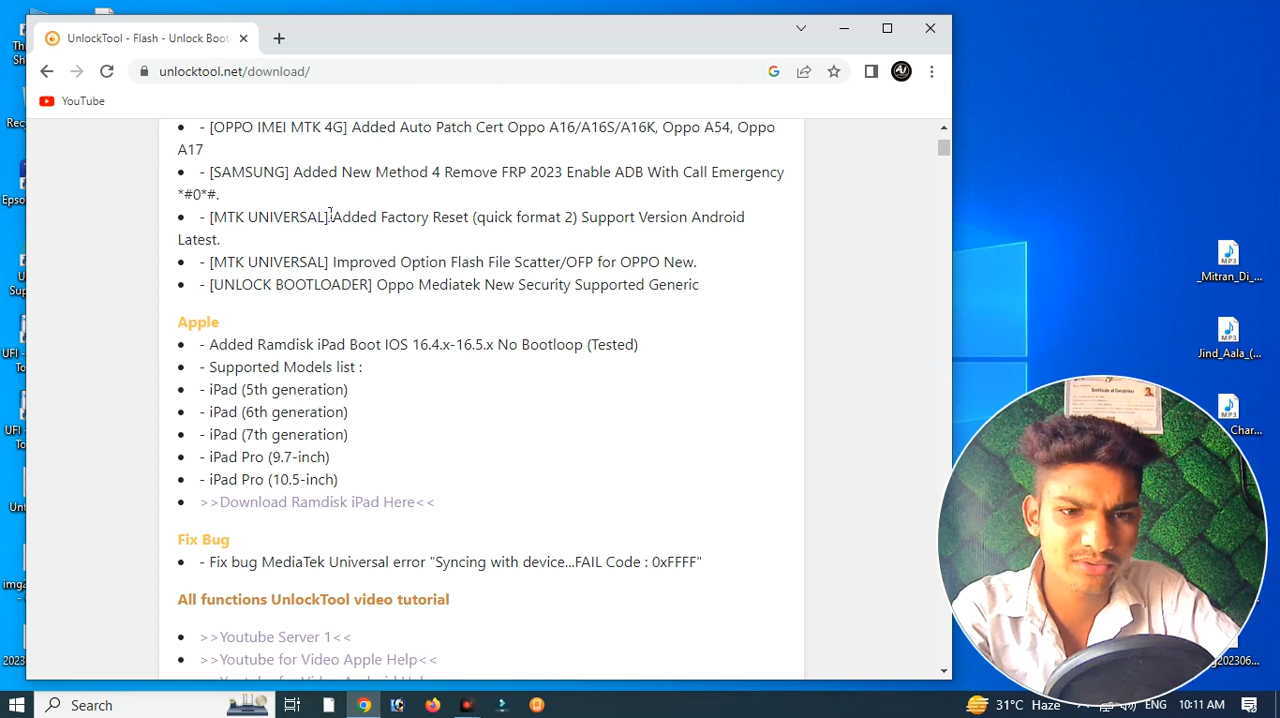 UnlockTool - Flash - Unlock Boot
unlocktool.net/download/
YouTube
- [OPPO IMEI MTK 4G] Added Auto Patch Cert Oppo A16/A16S/A16K, Oppo A54, Oppo
A17
- [SAMSUNG] Added New Method 4 Remove FRP 2023 Enable ADB With Call Emergency
*#0*#.
- [MTK UNIVERSAL] Added Factory Reset (quick format 2) Support Version Android
Latest.
- [MTK UNIVERSAL] Improved Option Flash File Scatter/OFP for OPPO New.
- [UNLOCK BOOTLOADER] Oppo Mediatek New Security Supported Generic
Apple
- Added Ramdisk iPad Boot IOS 16.4.x-16.5.x No Bootloop (Tested)
- Supported Models list :
- iPad (5th generation)
- iPad (6th generation)
- iPad (7th generation)
- iPad Pro (9.7-inch)
- iPad Pro (10.5-inch)
>>Download Ramdisk iPad Here<<
Fix Bug
- Fix bug MediaTek Universal error "Syncing with device...FAIL Code : 0xFFFF"
All functions UnlockTool video tutorial
>>Youtube Server 1<<
>>Youtube for Video Apple Help<<
_Mitran_Di_...
Jind_Aala_(...
Search
31°C Haze
ENG
10:11 AM